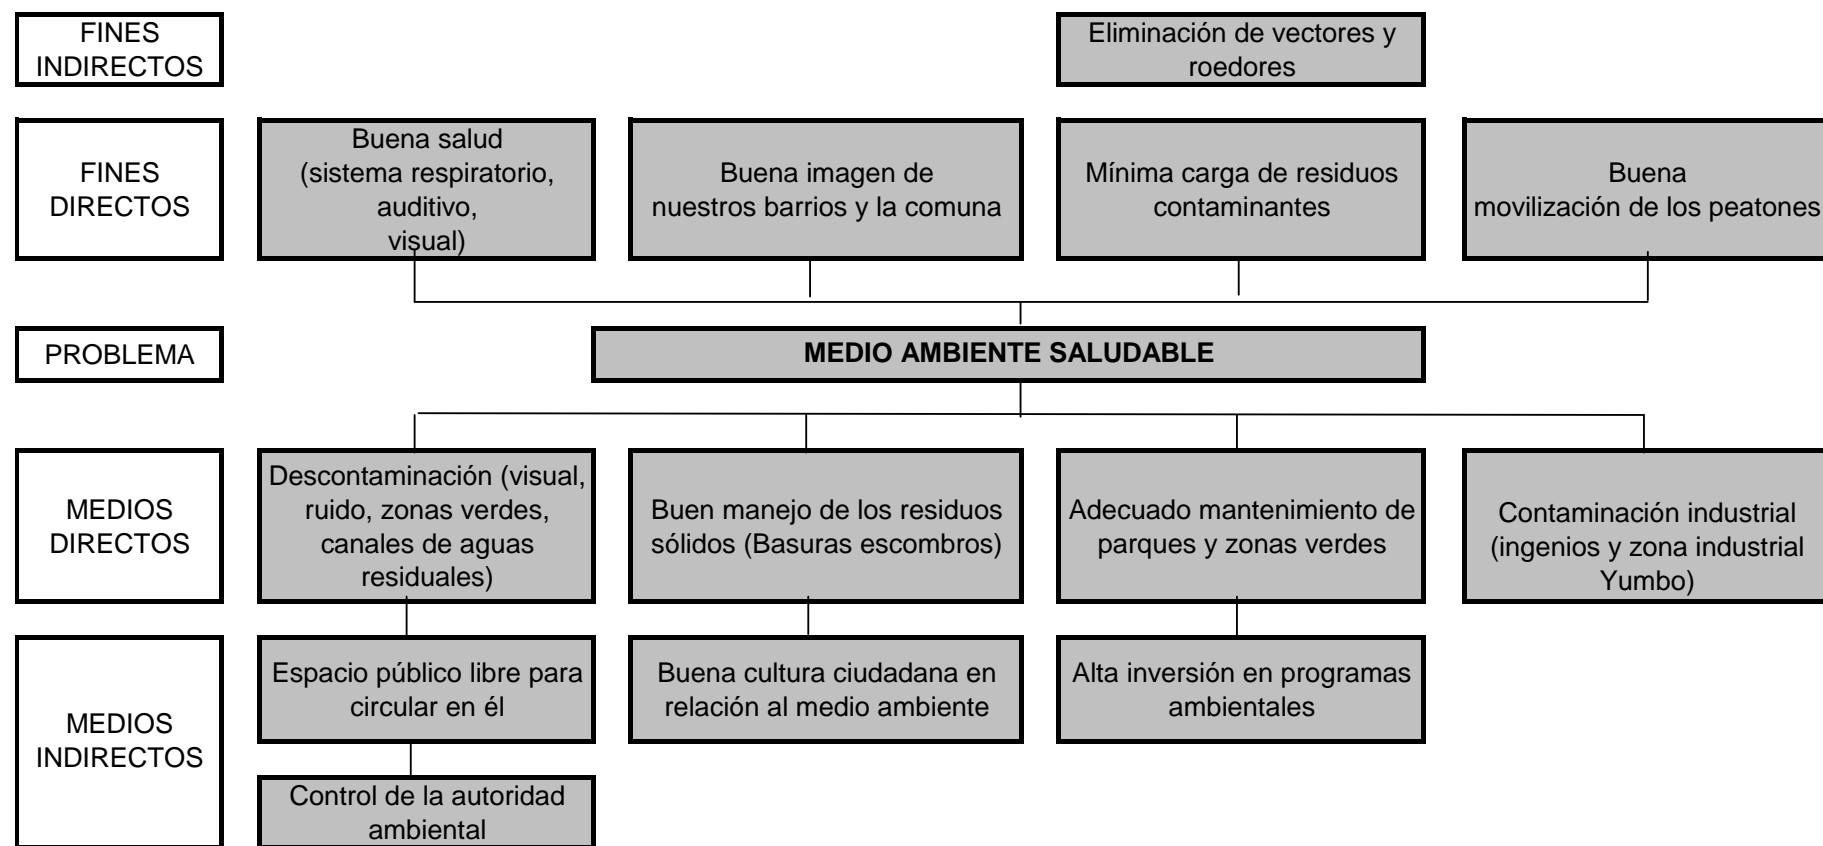 FINES
INDIRECTOS
Eliminación de vectores y
roedores
FINES
DIRECTOS
Buena salud
(sistema respiratorio,
auditivo,
visual)
Buena imagen de
nuestros barrios y la comuna
Mínima carga de residuos
contaminantes
Buena
movilización de los peatones
PROBLEMA
MEDIO AMBIENTE SALUDABLE
MEDIOS
DIRECTOS
Descontaminación (visual,
ruido, zonas verdes,
canales de aguas
residuales)
Buen manejo de los residuos
sólidos (Basuras escombros)
Adecuado mantenimiento de
parques y zonas verdes
Contaminación industrial
(ingenios y zona industrial
Yumbo)
MEDIOS
INDIRECTOS
Espacio público libre para
circular en él
Buena cultura ciudadana en
relación al medio ambiente
Alta inversión en programas
ambientales
Control de la autoridad
ambiental